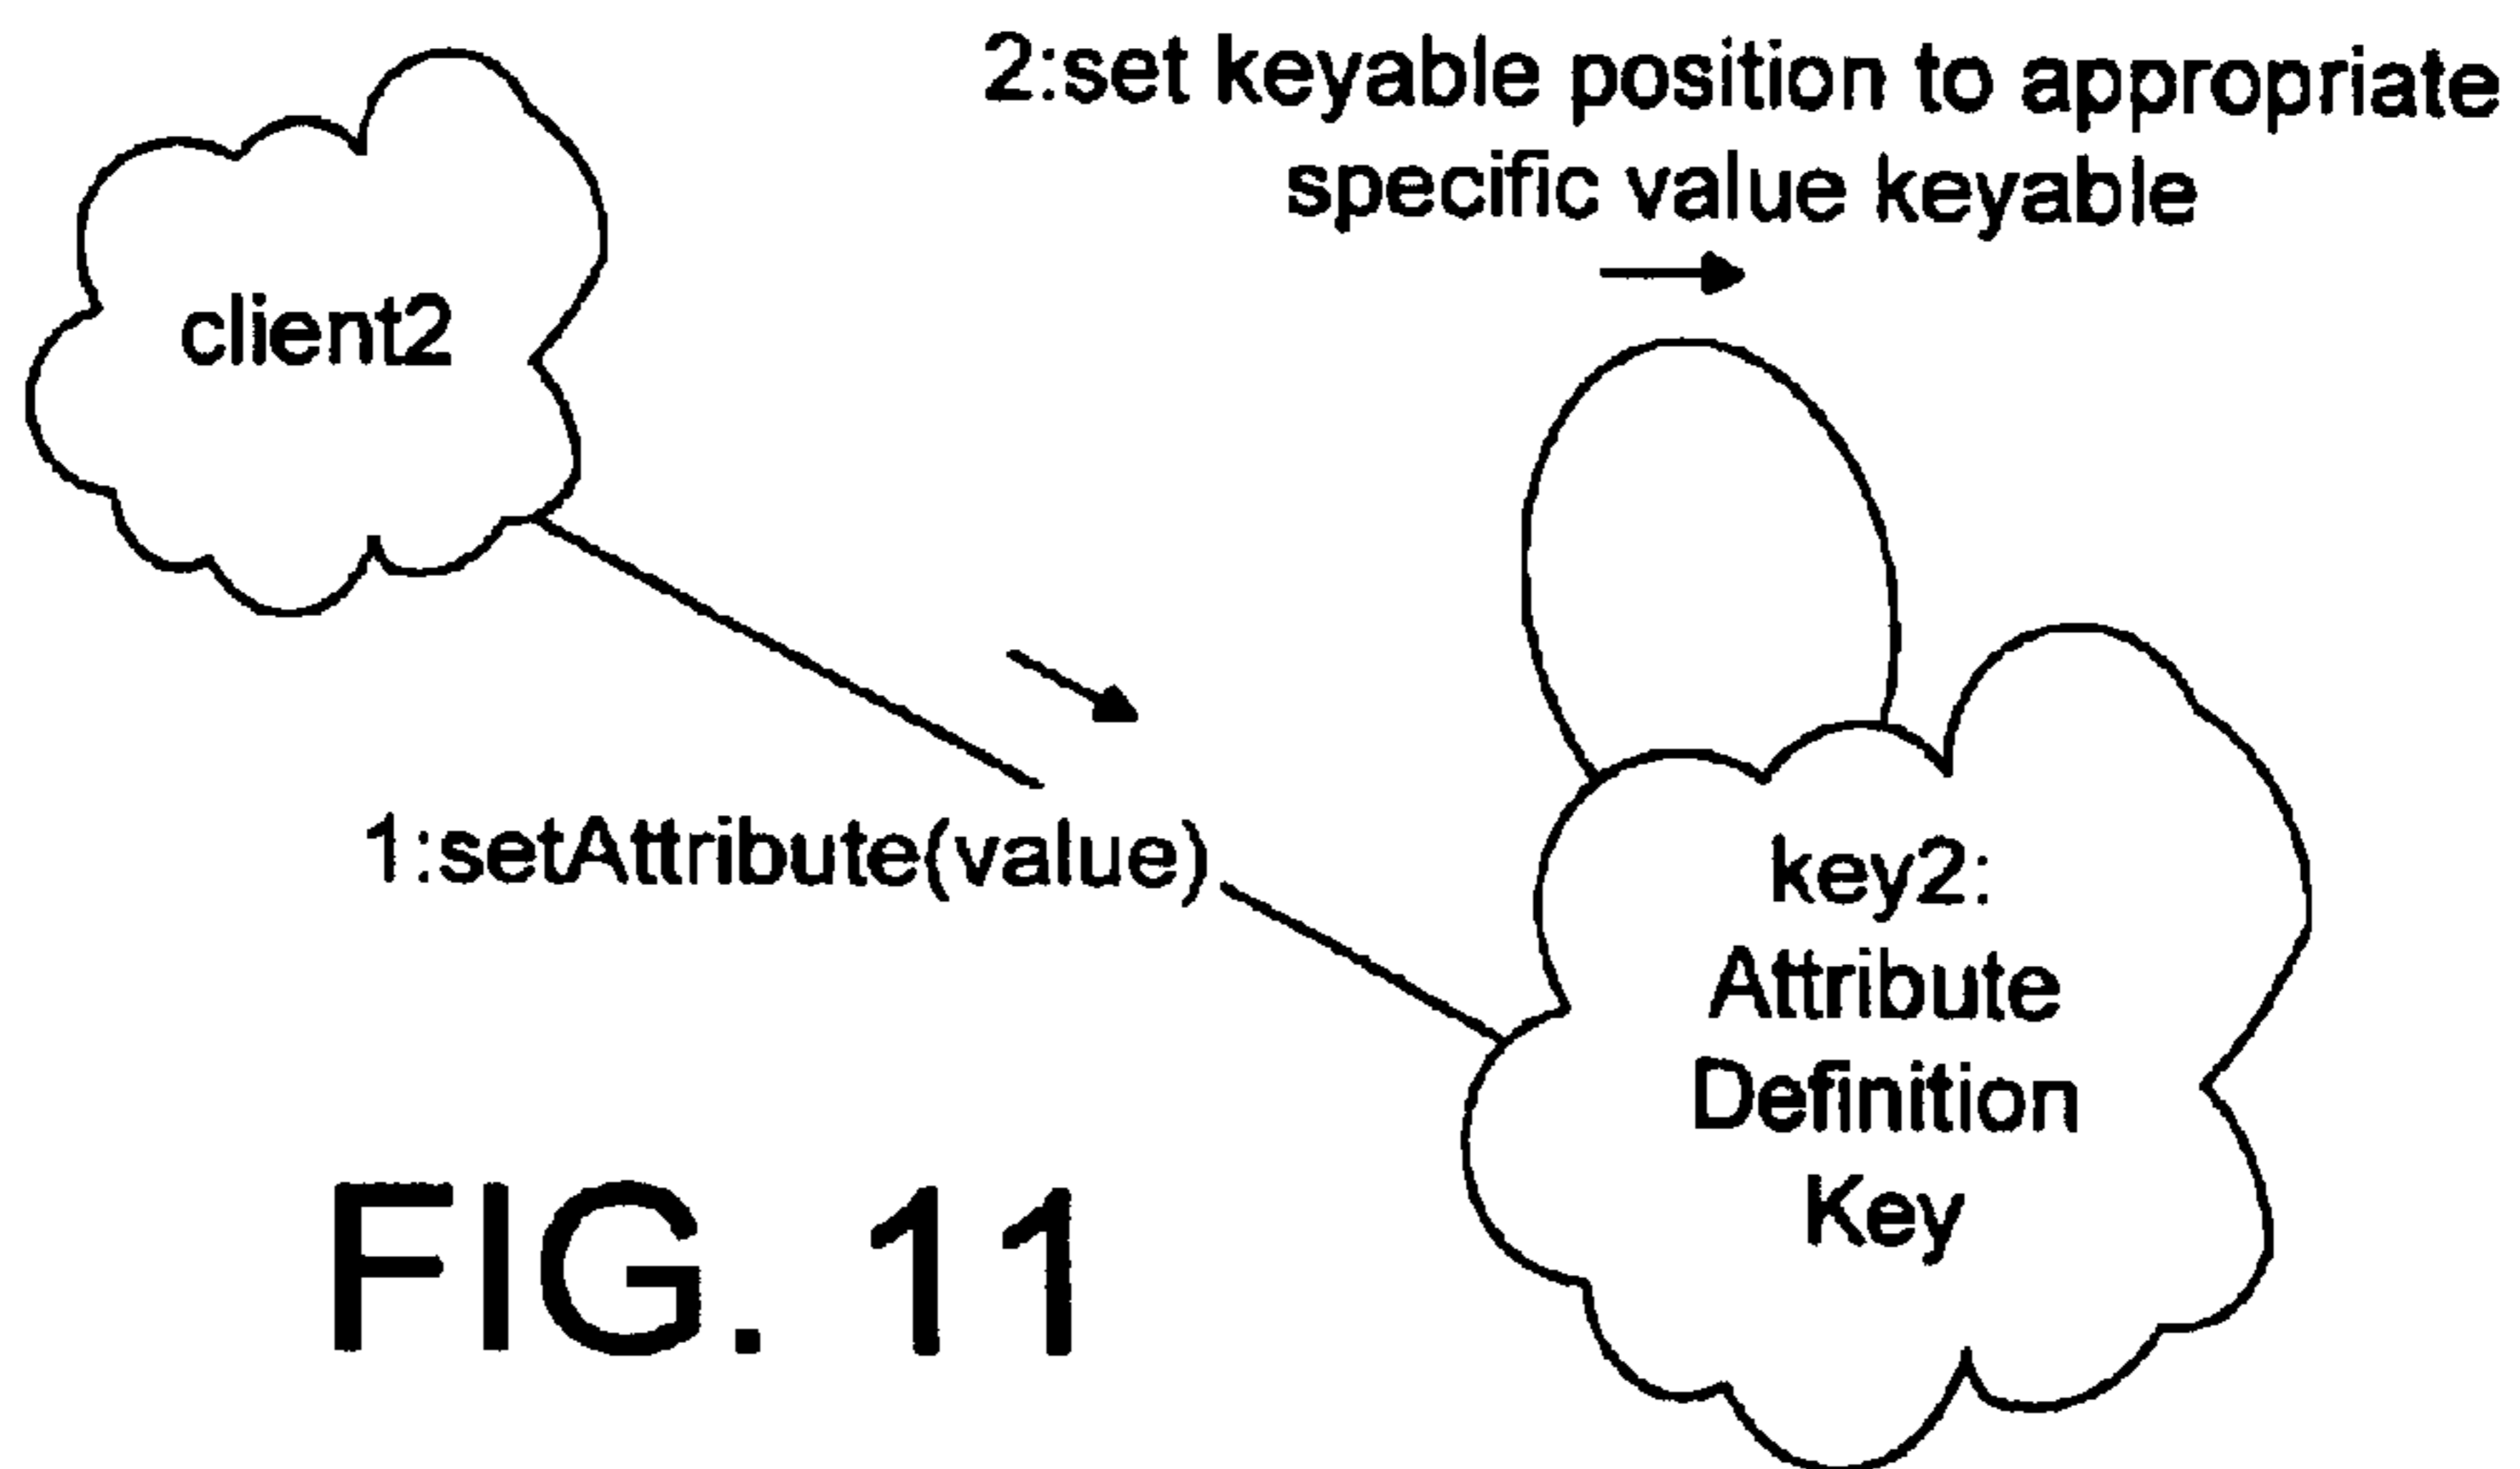 2:set keyable position to appropriate
specific value keyable
client2
1:setAttribute(value)
key2:
Attribute
Definition
Key
FIG. 11